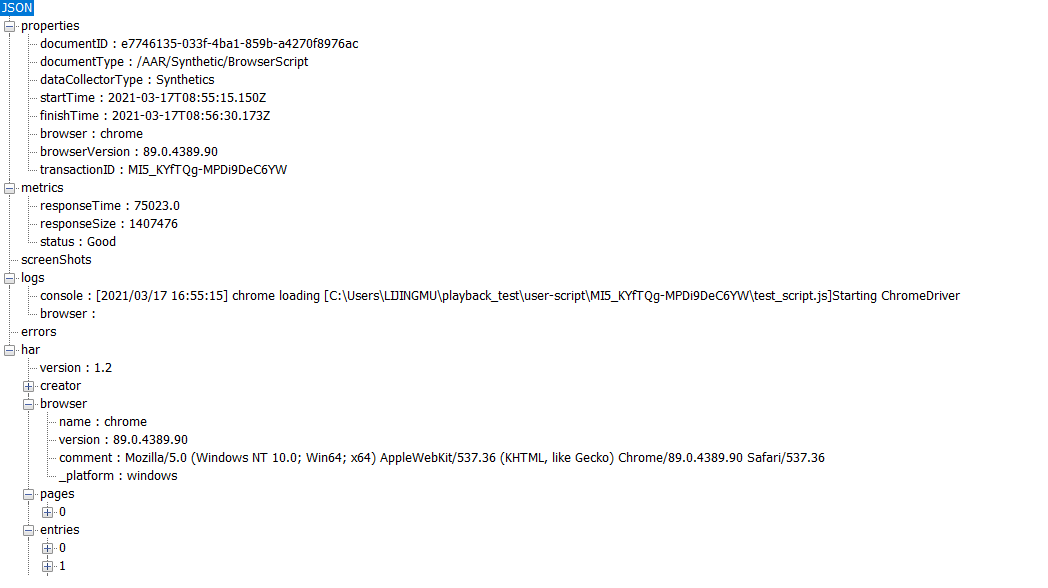 JSON
properties
documentID : e7746135-033f-4ba1-859b-a4270f8976ac
documentType : /AAR/Synthetic/BrowserScript
dataCollectorType : Synthetics
startTime : 2021-03-17T08:55:15.150Z
finishTime : 2021-03-17T08:56:30.173Z
browser : chrome
browserVersion : 89.0.4389.90
transactionID : MI5_KYfTQg-MPDi9DeC6YW
metrics
responseTime : 75023.0
responseSize : 1407476
status : Good
screenShots
logs
console : [2021/03/17 16:55:15] chrome loading [C:\Users\LIJINGMU\playback_test\user-script\MI5_KYfTQg-MPDi9DeC6YW\test_script.js]Starting ChromeDriver
browser :
errors
har
version : 1.2
creator
browser
name : chrome
version : 89.0.4389.90
comment : Mozilla/5.0 (Windows NT 10.0; Win64; x64) AppleWebKit/537.36 (KHTML, like Gecko) Chrome/89.0.4389.90 Safari/537.36
_platform : windows
pages
0
entries
0
1